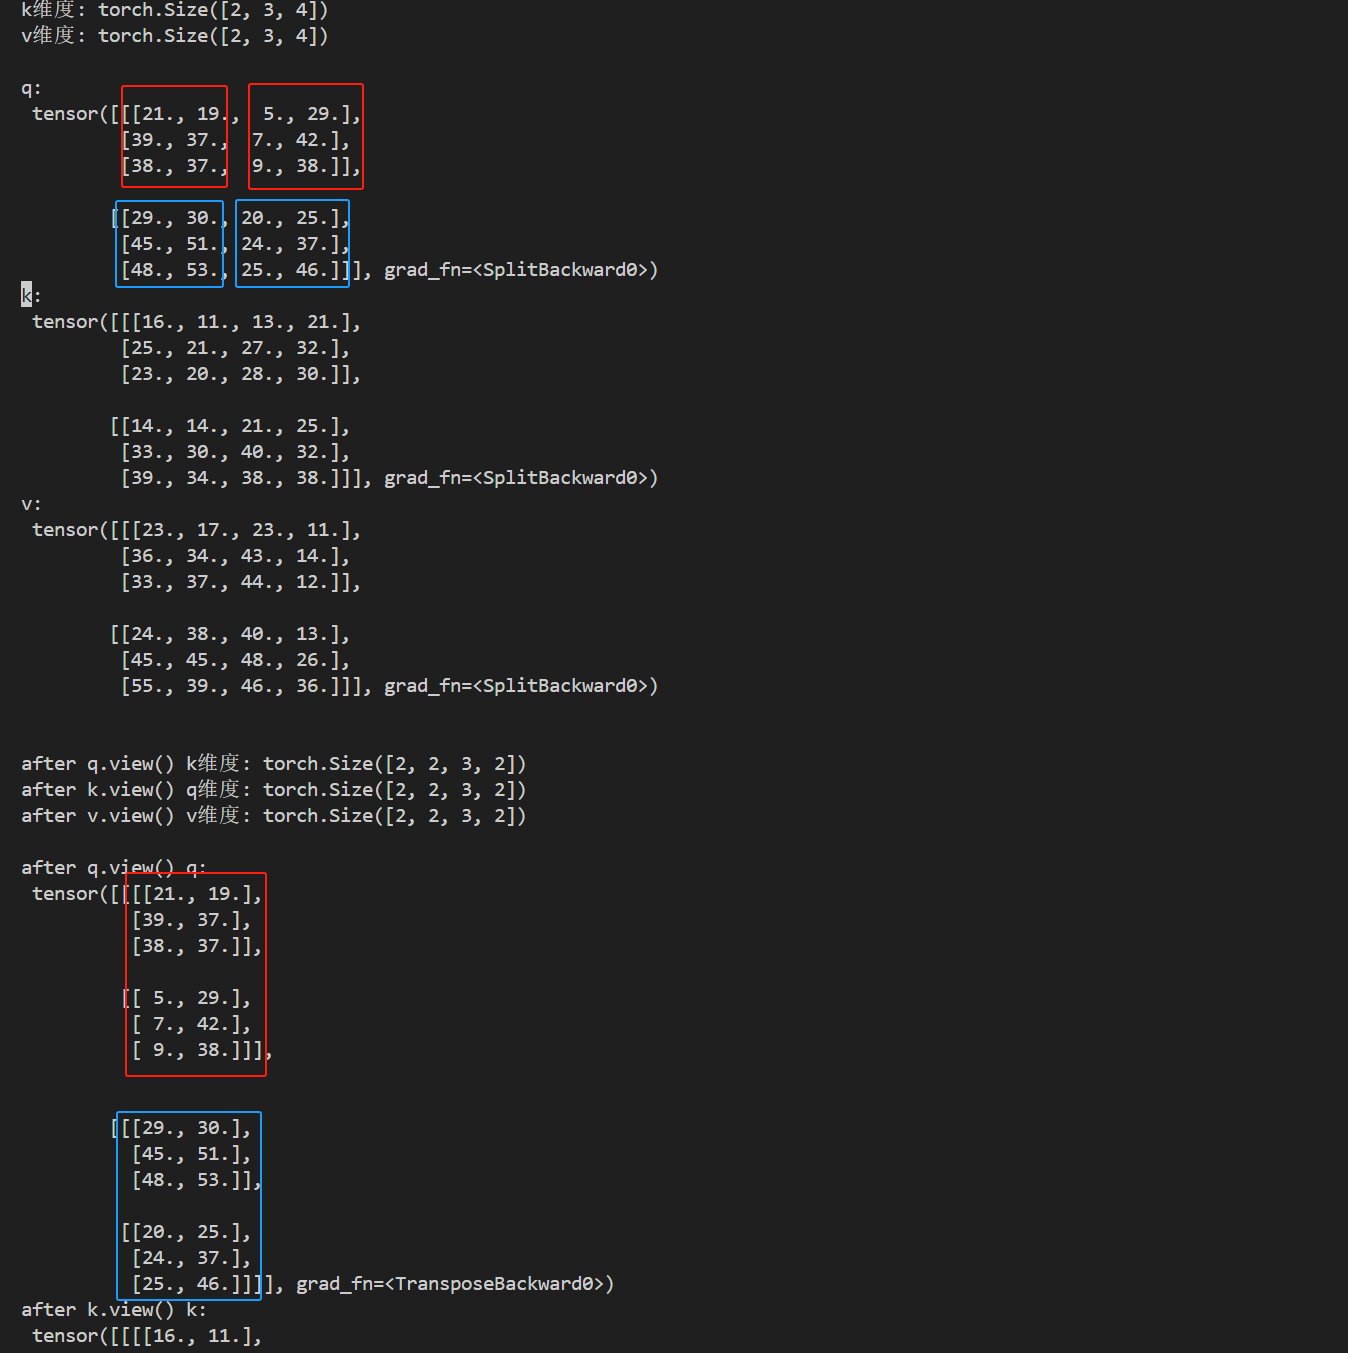 k维度: torch.Size([2, 3, 4])
v维度: torch.Size([2, 3, 4])
q:
tensor([[[21., 19., 5., 29.],
[39., 37., 7., 42.],
[38., 37., 9., 38.]],
[[29., 30., 20., 25.],
[45., 51., 24., 37.],
[48., 53., 25., 46.]]], grad_fn=<SplitBackward0>)
k:
tensor([[[16., 11., 13., 21.],
[25., 21., 27., 32.],
[23., 20., 28., 30.]],
[[14., 14., 21., 25.],
[33., 30., 40., 32.],
[39., 34., 38., 38.]]], grad_fn=<SplitBackward0>)
v:
tensor([[[23., 17., 23., 11.],
[36., 34., 43., 14.],
[33., 37., 44., 12.]],
[[24., 38., 40., 13.],
[45., 45., 48., 26.],
[55., 39., 46., 36.]]], grad_fn=<SplitBackward0>)
after q.view() k维度: torch.Size([2, 2, 3, 2])
after k.view() q维度: torch.Size([2, 2, 3, 2])
after v.view() v维度: torch.Size([2, 2, 3, 2])
after q.view() q:
tensor([[[[21., 19.],
[39., 37.],
[38., 37.]],
[[ 5., 29.],
[ 7., 42.],
[ 9., 38.]]],
[[[29., 30.],
[45., 51.],
[48., 53.]],
[[20., 25.],
[24., 37.],
[25., 46.]]]], grad_fn=<TransposeBackward0>)
after k.view() k:
tensor([[[[16., 11.],